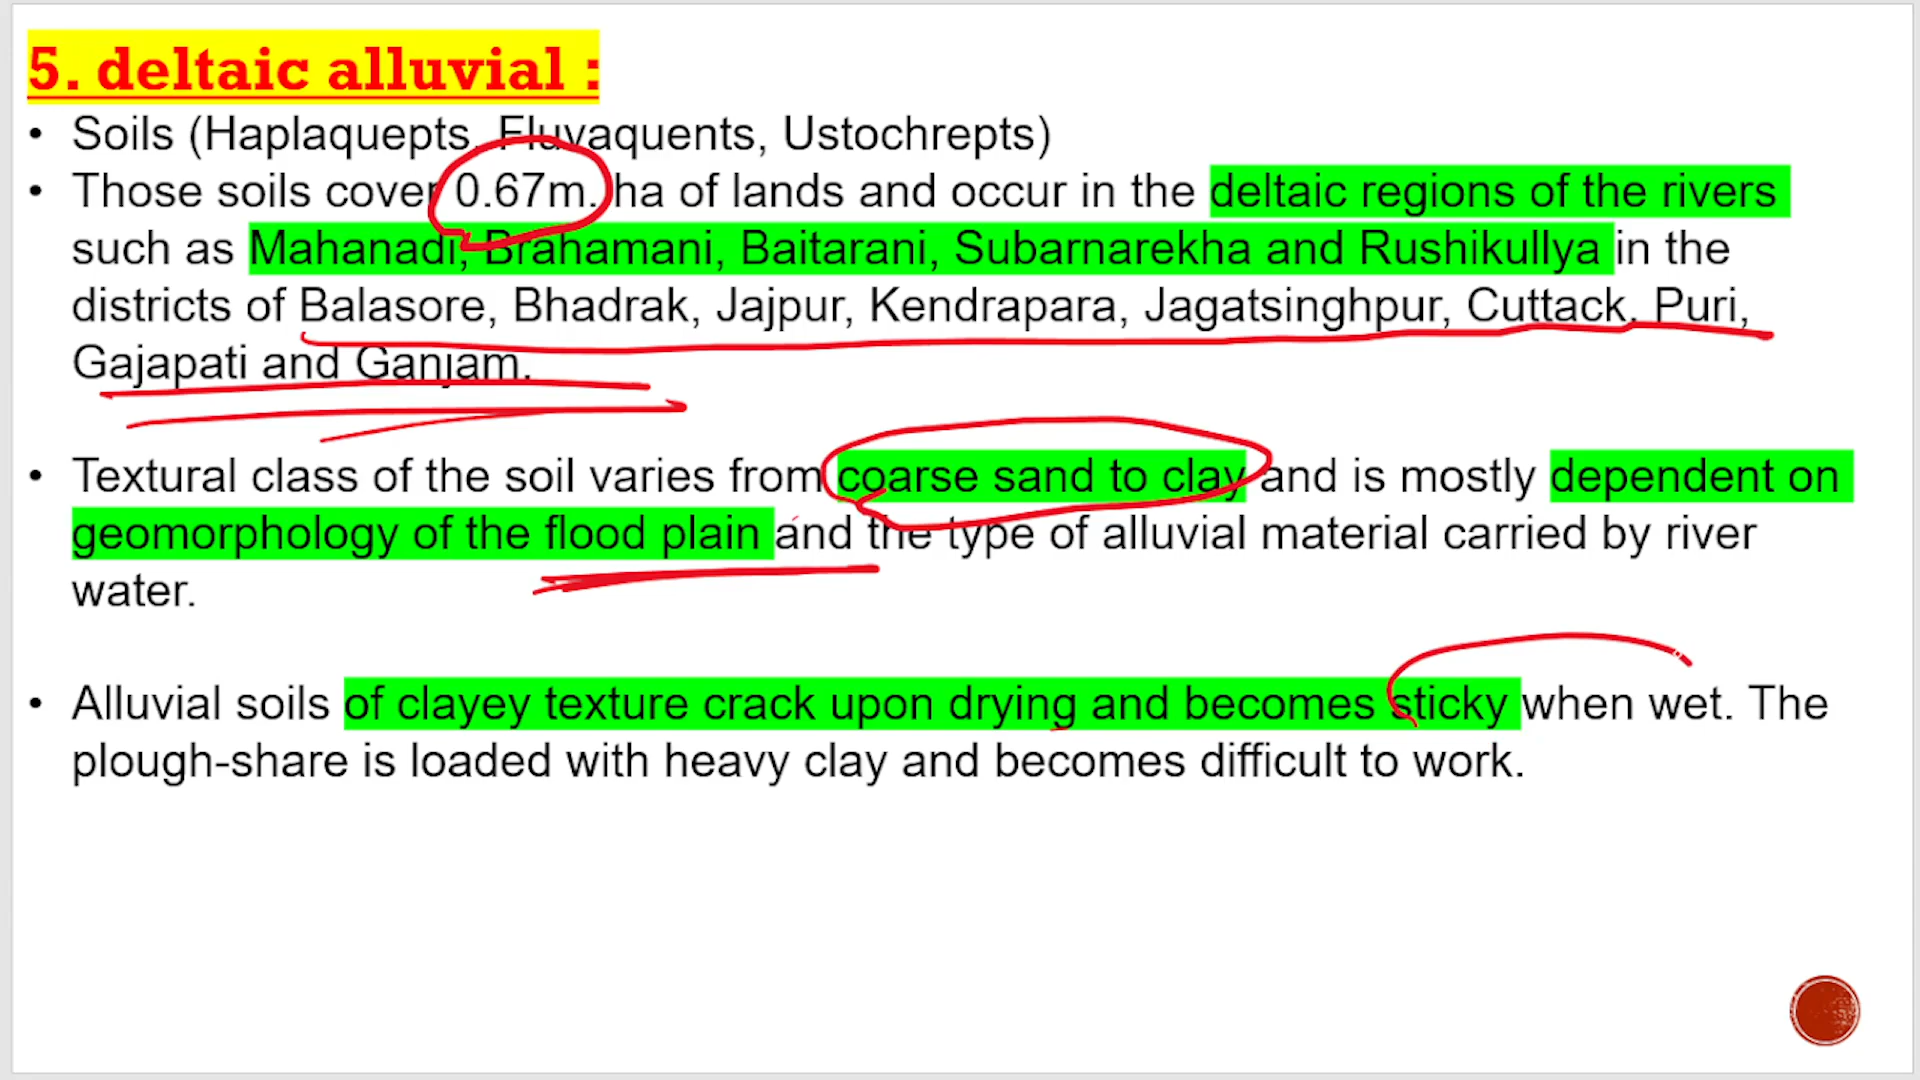 5. deltaic alluvial :
• Soils (Haplaquepts, Fluvaquents, Ustochrepts)
• Those soils cover 0.67m. ha of lands and occur in the deltaic regions of the rivers
such as Mahanadi, Brahamani, Baitarani, Subarnarekha and Rushikullya in the
districts of Balasore, Bhadrak, Jajpur, Kendrapara, Jagatsinghpur, Cuttack, Puri,
Gajapati and Ganjam.
• Textural class of the soil varies from coarse sand to clay and is mostly dependent on
geomorphology of the flood plain and the type of alluvial material carried by river
water.
• Alluvial soils of clayey texture crack upon drying and becomes sticky when wet. The
plough-share is loaded with heavy clay and becomes difficult to work.